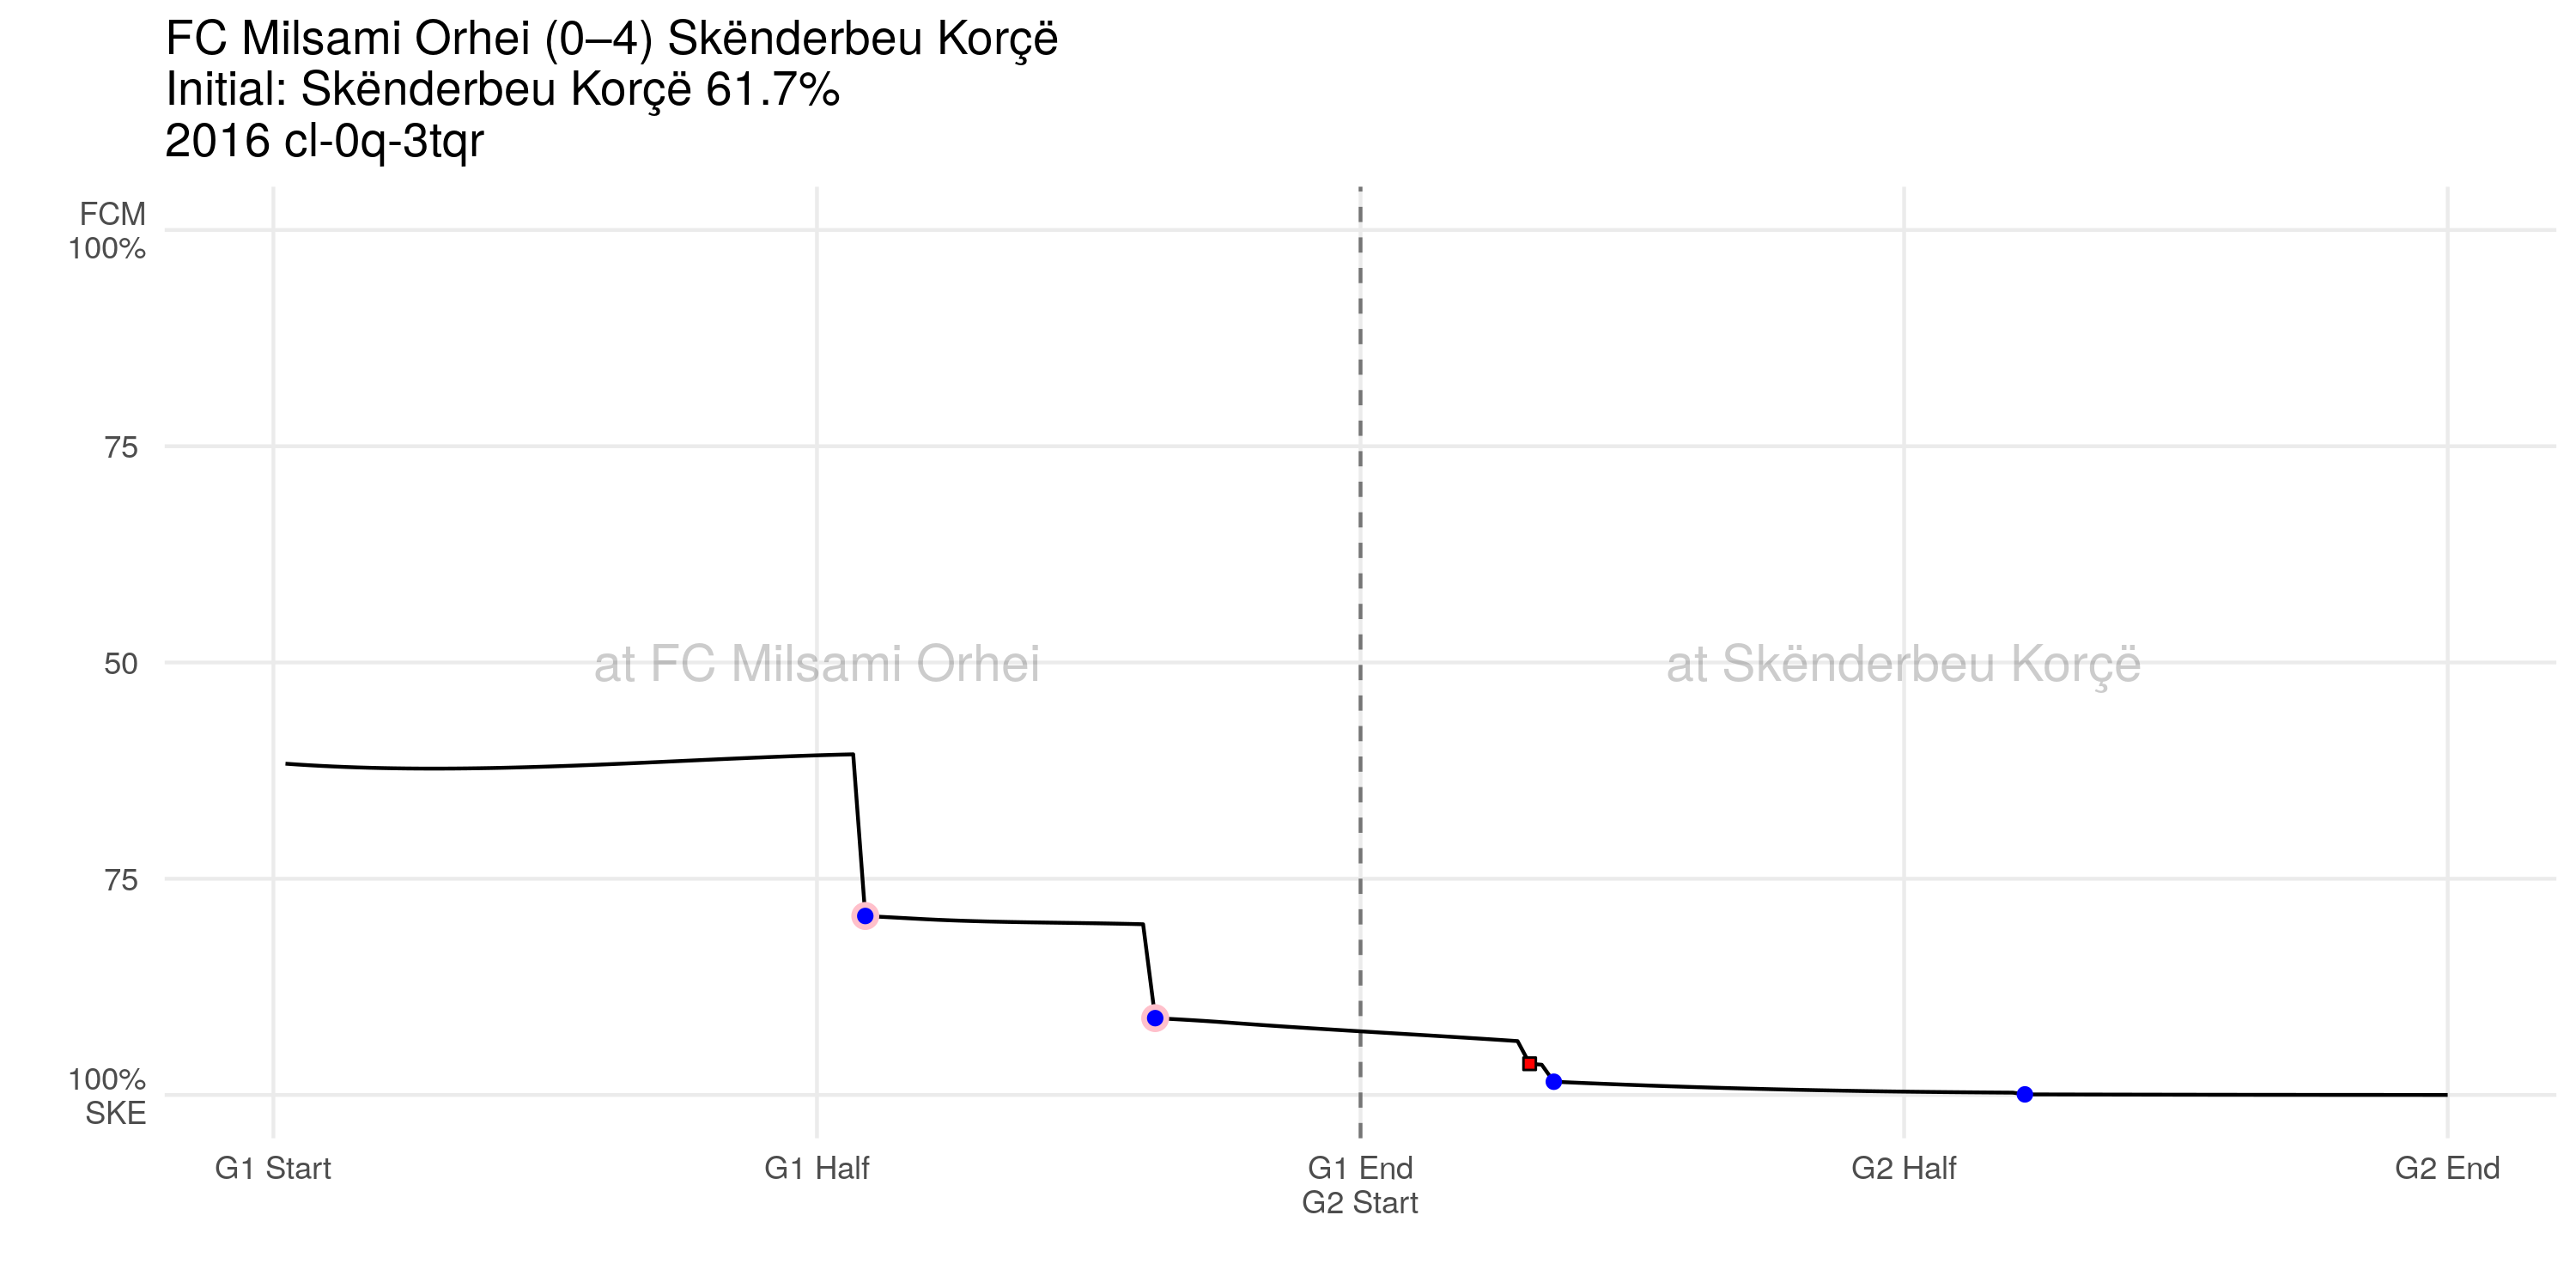 FC Milsami Orhei (0–4) Skënderbeu Korçë
Initial: Skënderbeu Korçë 61.7%
2016 cl-0q-3tqr
FCM
100%
75
50
75
100%
SKE
at FC Milsami Orhei
at Skënderbeu Korçë
G1 Start
G1 Half
G1 End
G2 Start
G2 Half
G2 End